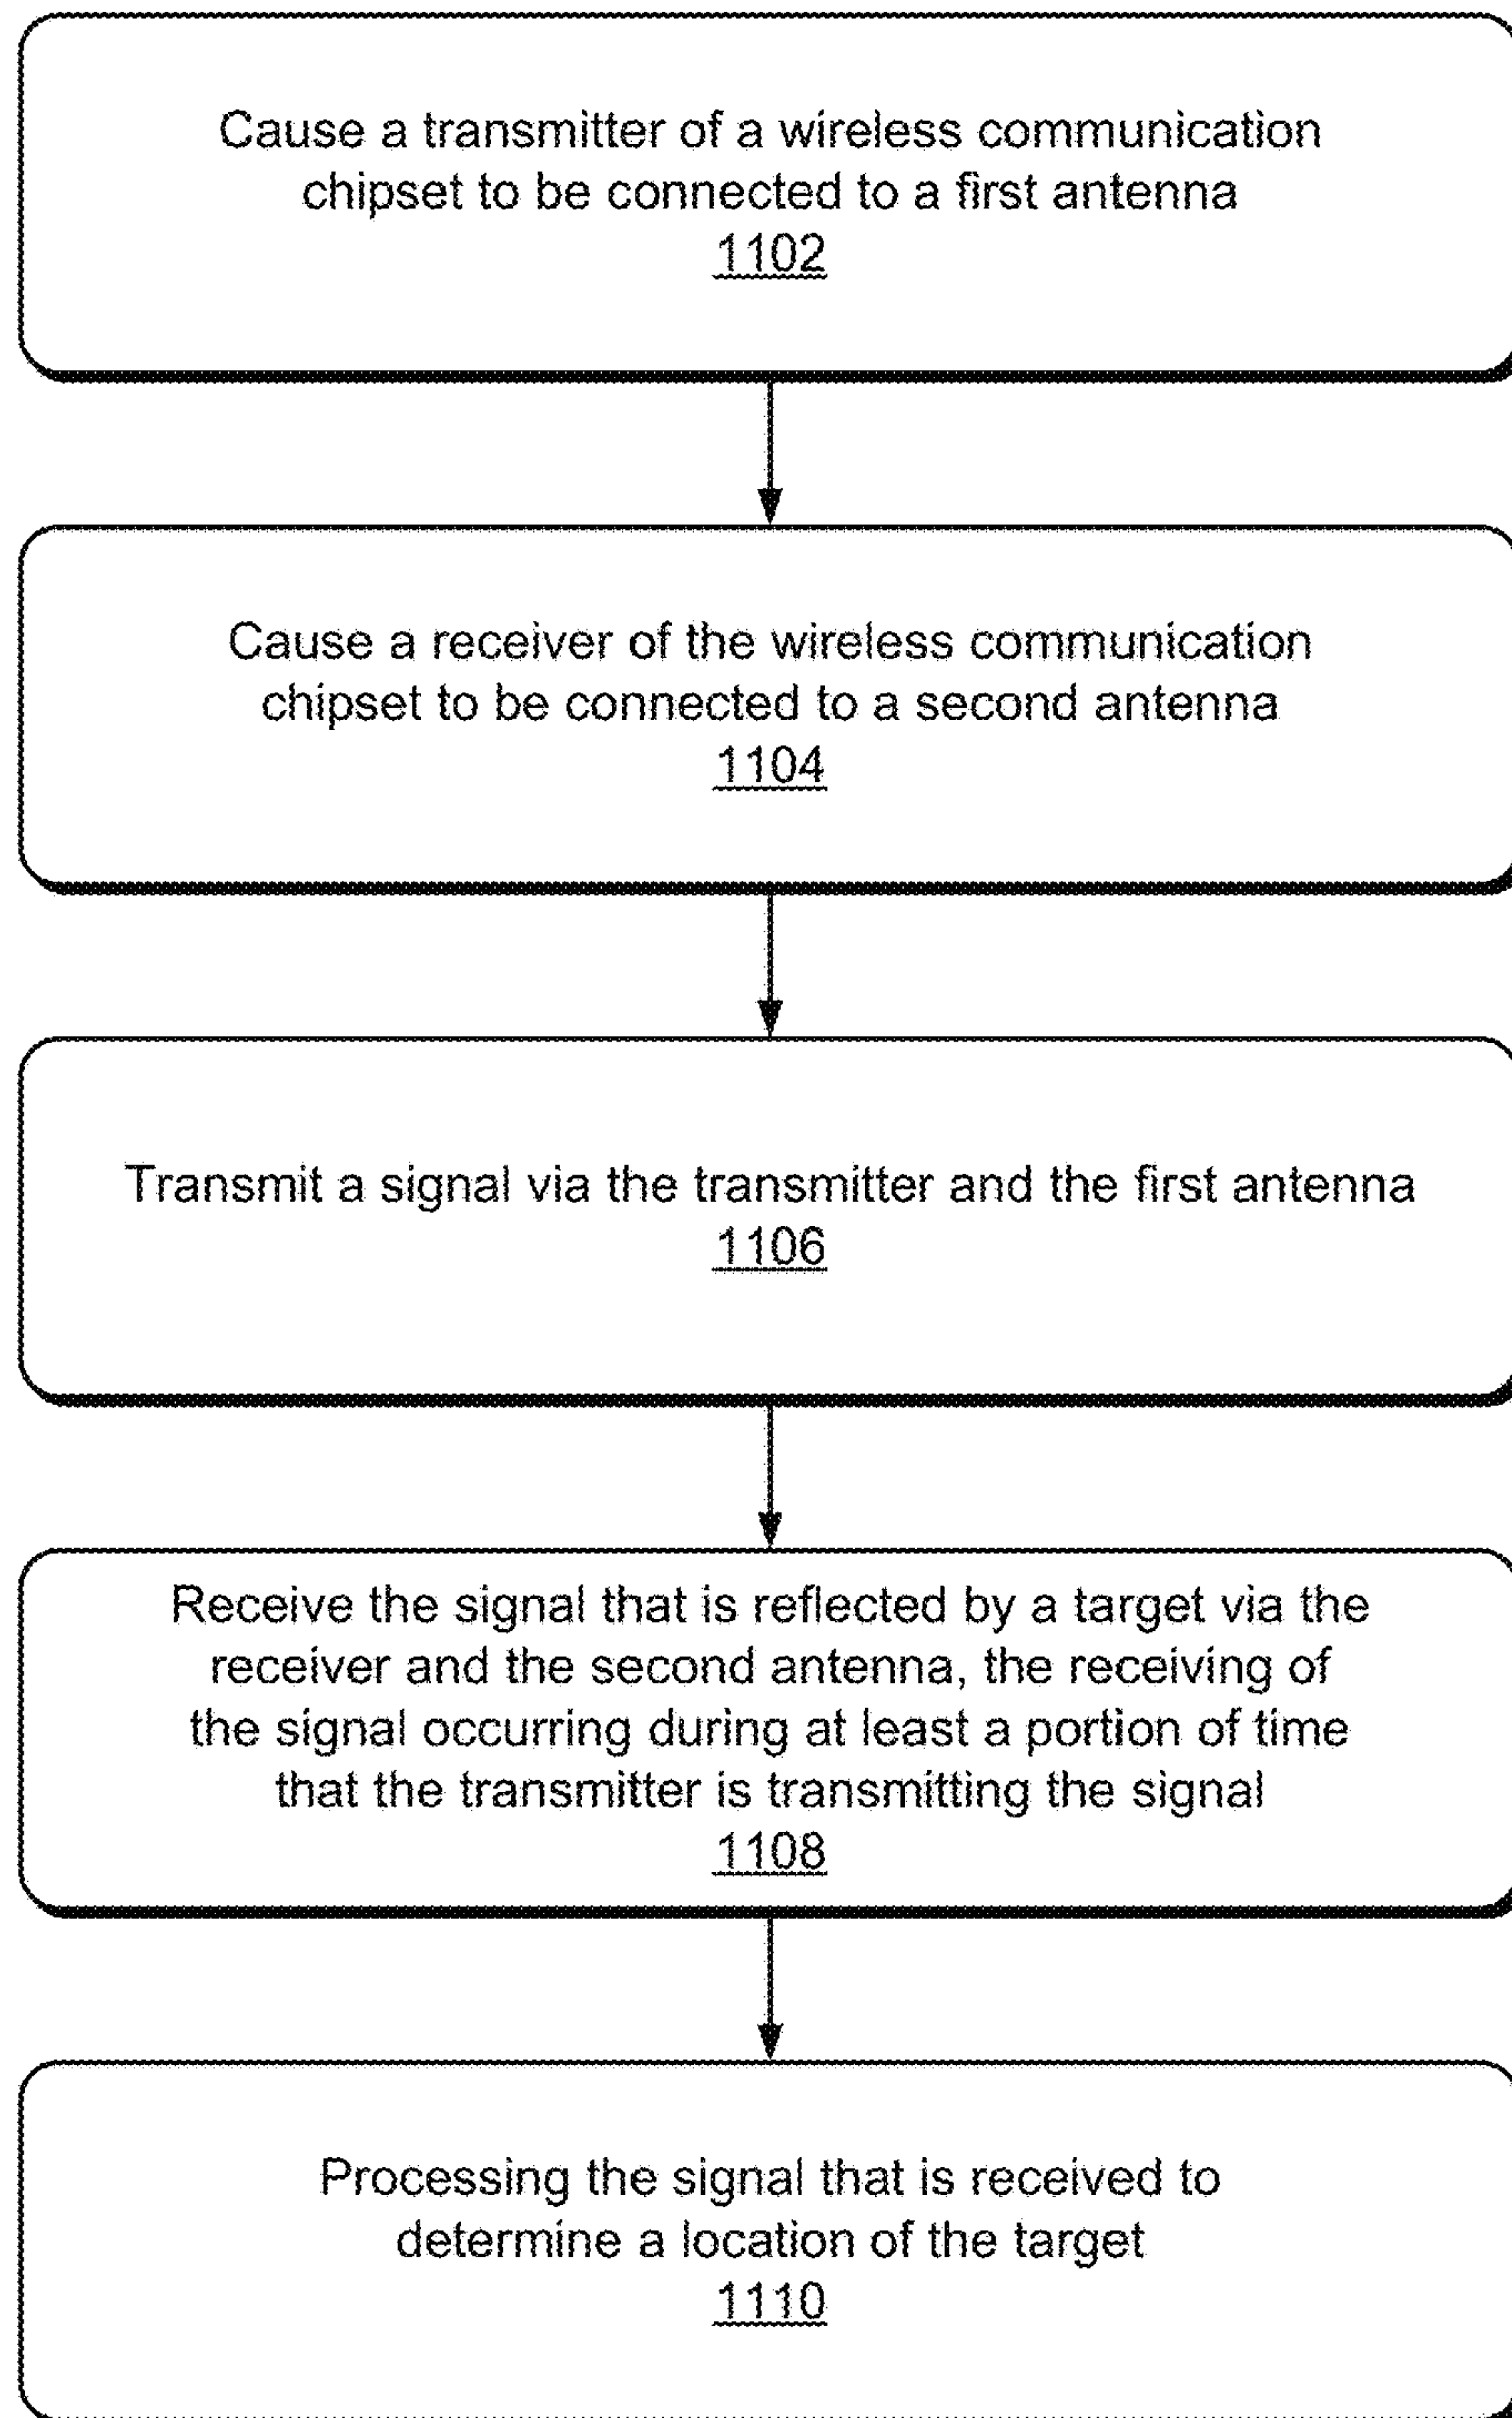 Cause a transmitter of a wireless communication
chipset to be connected to a first antenna
1102
Cause a receiver of the wireless communication
chipset to be connected to a second antenna
1104
Transmit a signal via the transmitter and the first antenna
1106
Receive the signal that is reflected by a target via the
receiver and the second antenna, the receiving of
the signal occurring during at least a portion of time
that the transmitter is transmitting the signal
1108
Processing the signal that is received to
determine a location of the target
1110